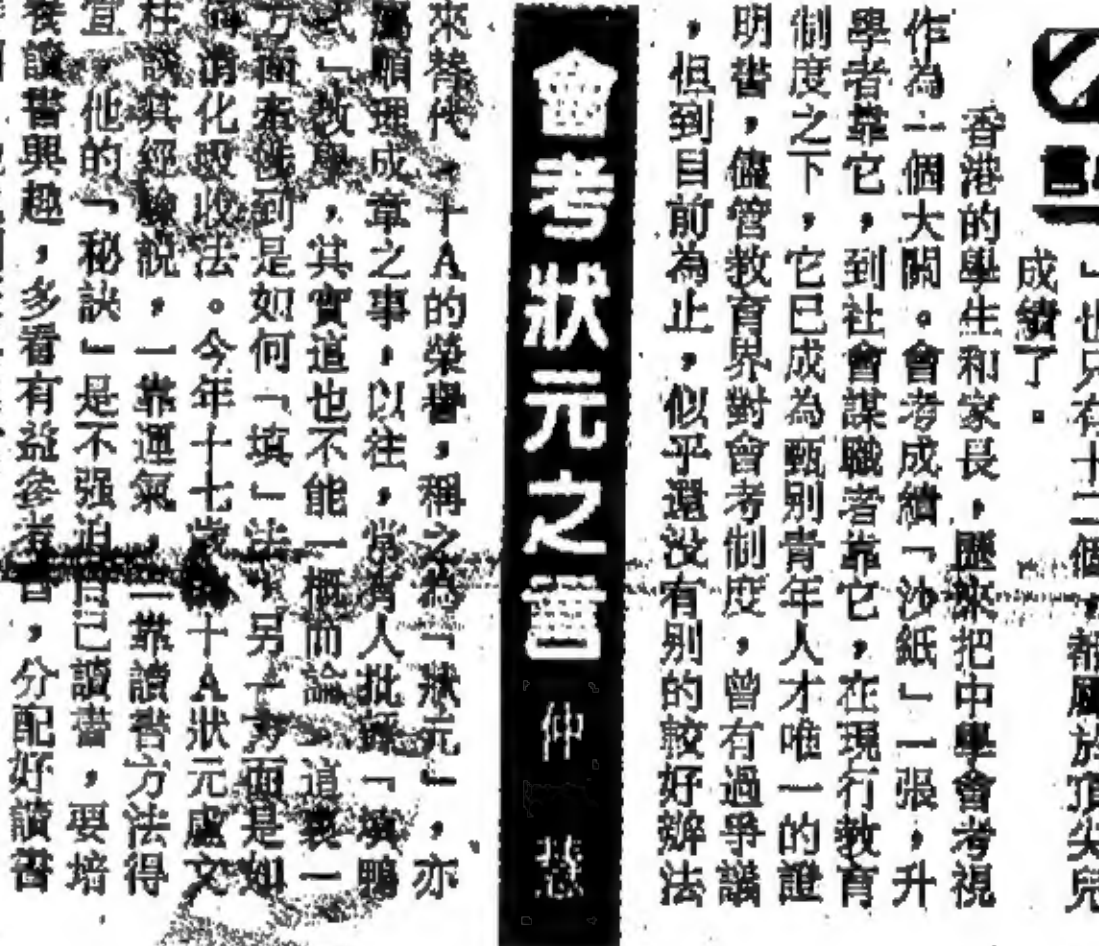 」也只有十二個,都屬於頂尖兒
成績了.
香港的學生和家長,歷來把中學會考視
作為一個大關。會考成績「沙紙」一張,升
學者靠它,到社會謀職者靠它,在現行教育
制度之下,它已成為甄别青年人才唯一的證
明書,儘管教育界對會考制度,曾有過爭議
,但到目前為止,似乎還没有别的較好辦法
會考狀元之書
仲慧
來替代,十A的榮譽,稱之為「狀元」,亦
屬順理成章之事,以往,常有人批評「填鴨
式」教學,其實這也不能一概而論,這裏一
方面牽涉到是如何「填」法,另一方面是如
何消化吸收法。今年十七歲的十A狀元盧文
柱談其經驗說,一靠運氣,二靠讀書方法得
宜,他的「秘訣」是不强迫自己讀書,要培
養讀書興趣,多看有益參考書,分配好讀書